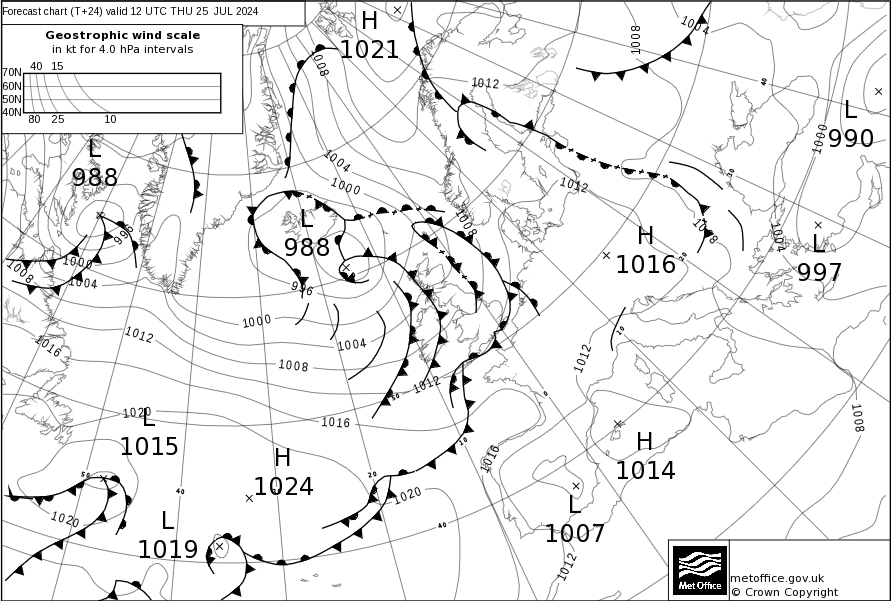 Forecast chart (T+24) valid 12 UTC THU 25 JUL 2024
Geostrophic wind scale
in kt for 4.0 hPa intervals
40 15
70N
60N
50N
40N
80 25 10
H
1021
L
988
L
988
L
990
H
1016
L
997
L
1015
H
1024
L
1019
H
1014
L
1007
1008
1012
1008
1004
1004
1000
1000
1004
1012
1008
1008
1004
996
1000
1004
1008
996
1000
1004
1008
1012
1016
1012
1016
1020
1012
1016
1020
1020
1012
1008
1012
40
30
20
10
0
50
10
20
40
40
50
metoffice.gov.uk
© Crown Copyright
Met Office